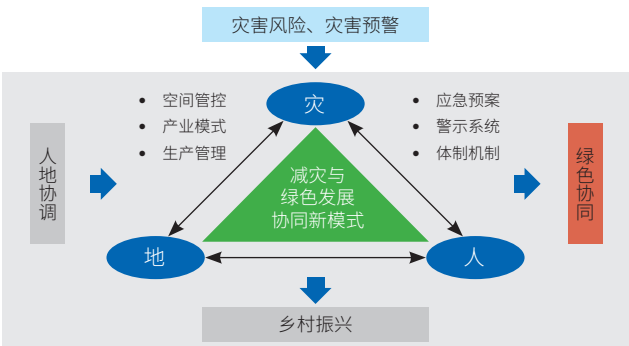 灾害风险、灾害预警
灾
• 空间管控
• 产业模式
• 生产管理
• 应急预案
• 警示系统
• 体制机制
人地协调
减灾与
绿色发展
协同新模式
绿色协同
地
人
乡村振兴